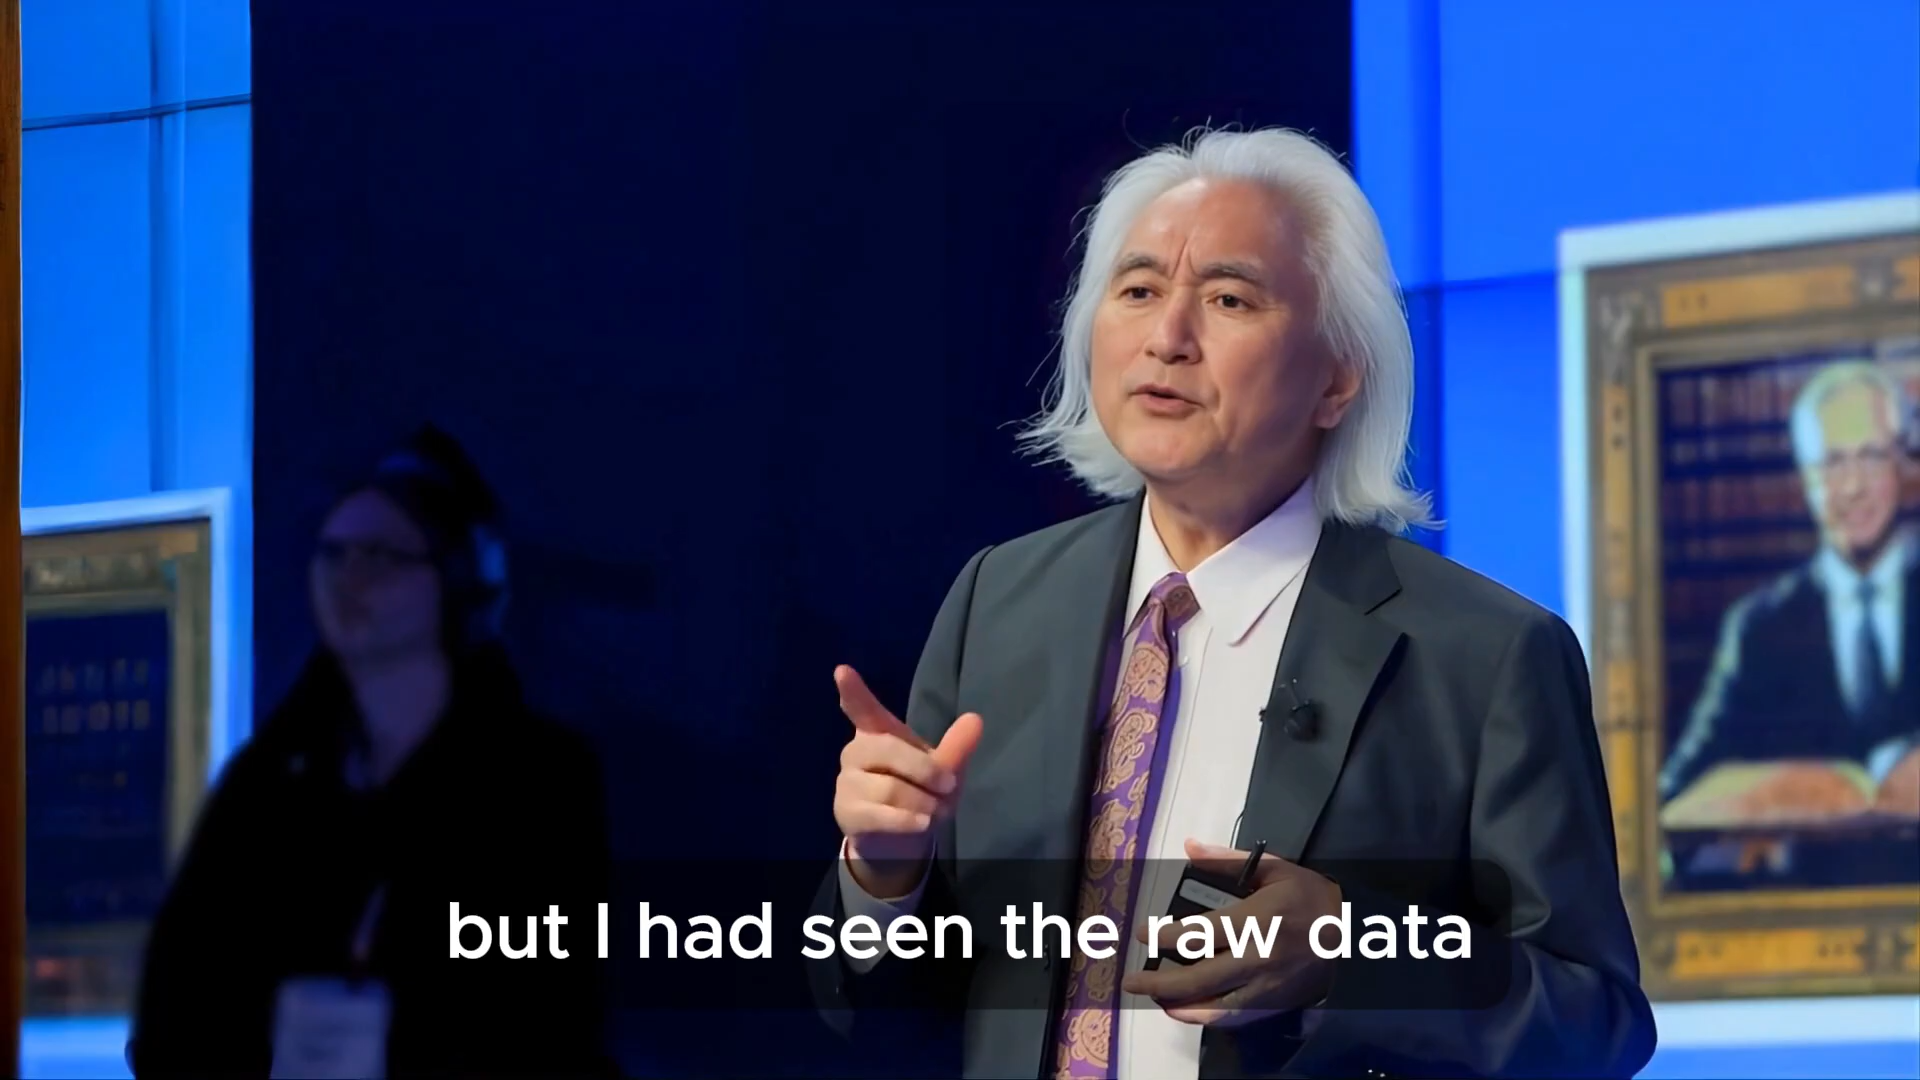 but I had seen the raw data